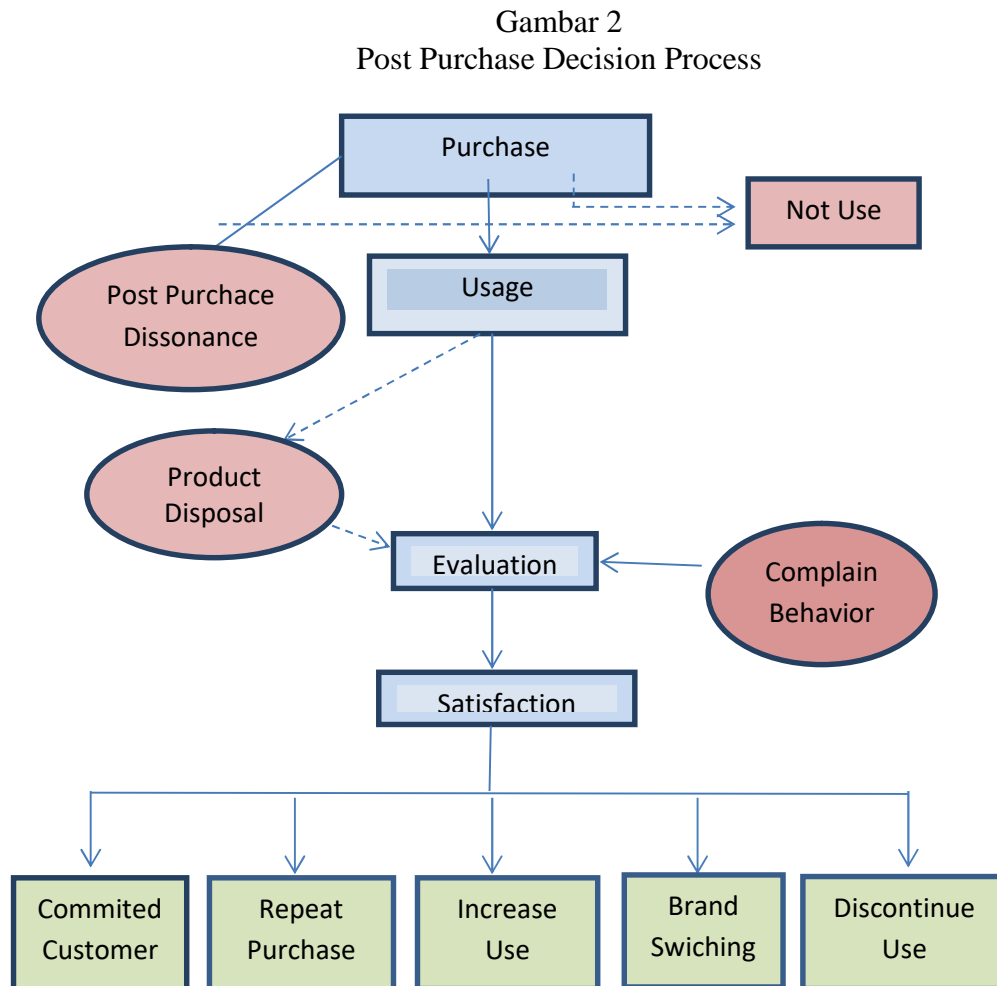 Gambar 2
Post Purchase Decision Process
Purchase
Not Use
Post Purchace
Dissonance
Usage
Product
Disposal
Evaluation
Complain
Behavior
Satisfaction
Commited
Customer
Repeat
Purchase
Increase
Use
Brand
Swiching
Discontinue
Use